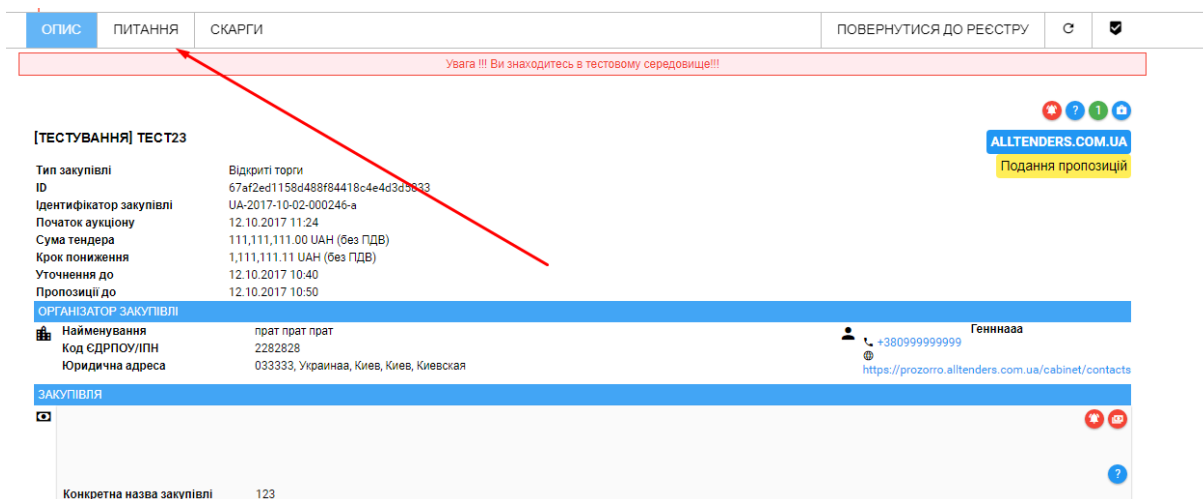 ОПИС ПИТАННЯ СКАРГИ ПОВЕРНУТИСЯ ДО РЕЄСТРУ
Увага !!! Ви знаходитесь в тестовому середовище!!!
1
[ТЕСТУВАННЯ] ТЕСТ23
ALLTENDERS.COM.UA
Подання пропозицій
Тип закупівлі Відкриті торги
ID 67af2ed1158d488f84418c4e4d3d5833
Ідентифікатор закупівлі UA-2017-10-02-000246-a
Початок аукціону 12.10.2017 11:24
Сума тендера 111,111,111.00 UAH (без ПДВ)
Крок пониження 1,111,111.11 UAH (без ПДВ)
Уточнення до 12.10.2017 10:40
Пропозиції до 12.10.2017 10:50
ОРГАНІЗАТОР ЗАКУПІВЛІ
Найменування прат прат прат
Код ЄДРПОУ/ІПН 2282828
Юридична адреса 033333, Украинаа, Киев, Киев, Киевская
Генннааа
+380999999999
https://prozorro.alltenders.com.ua/cabinet/contacts
ЗАКУПІВЛЯ
Конкретна назва закупівлі 123